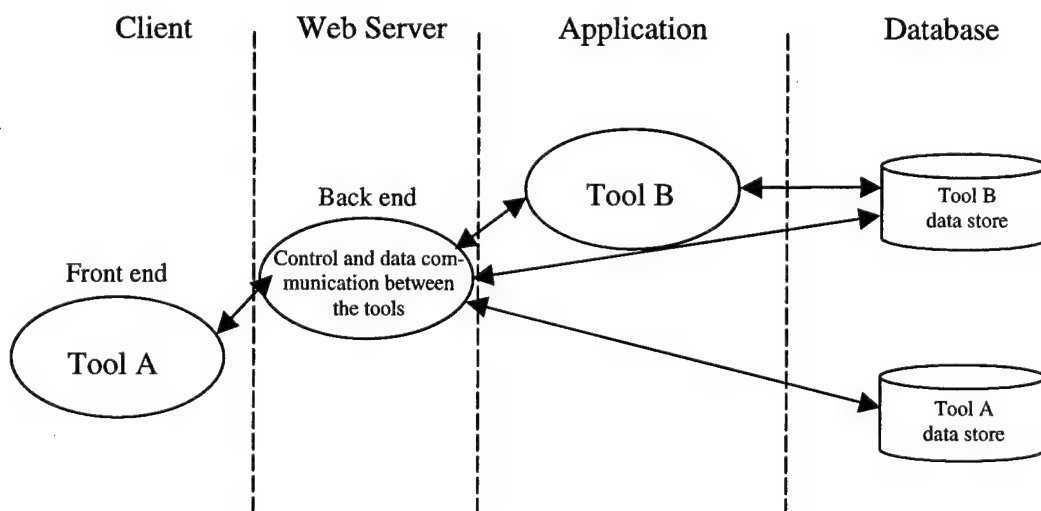 Client
Web Server
Application
Database
Back end
Tool B
Tool B
data store
Front end
Control and data com-
munication between
the tools
Tool A
Tool A
data store